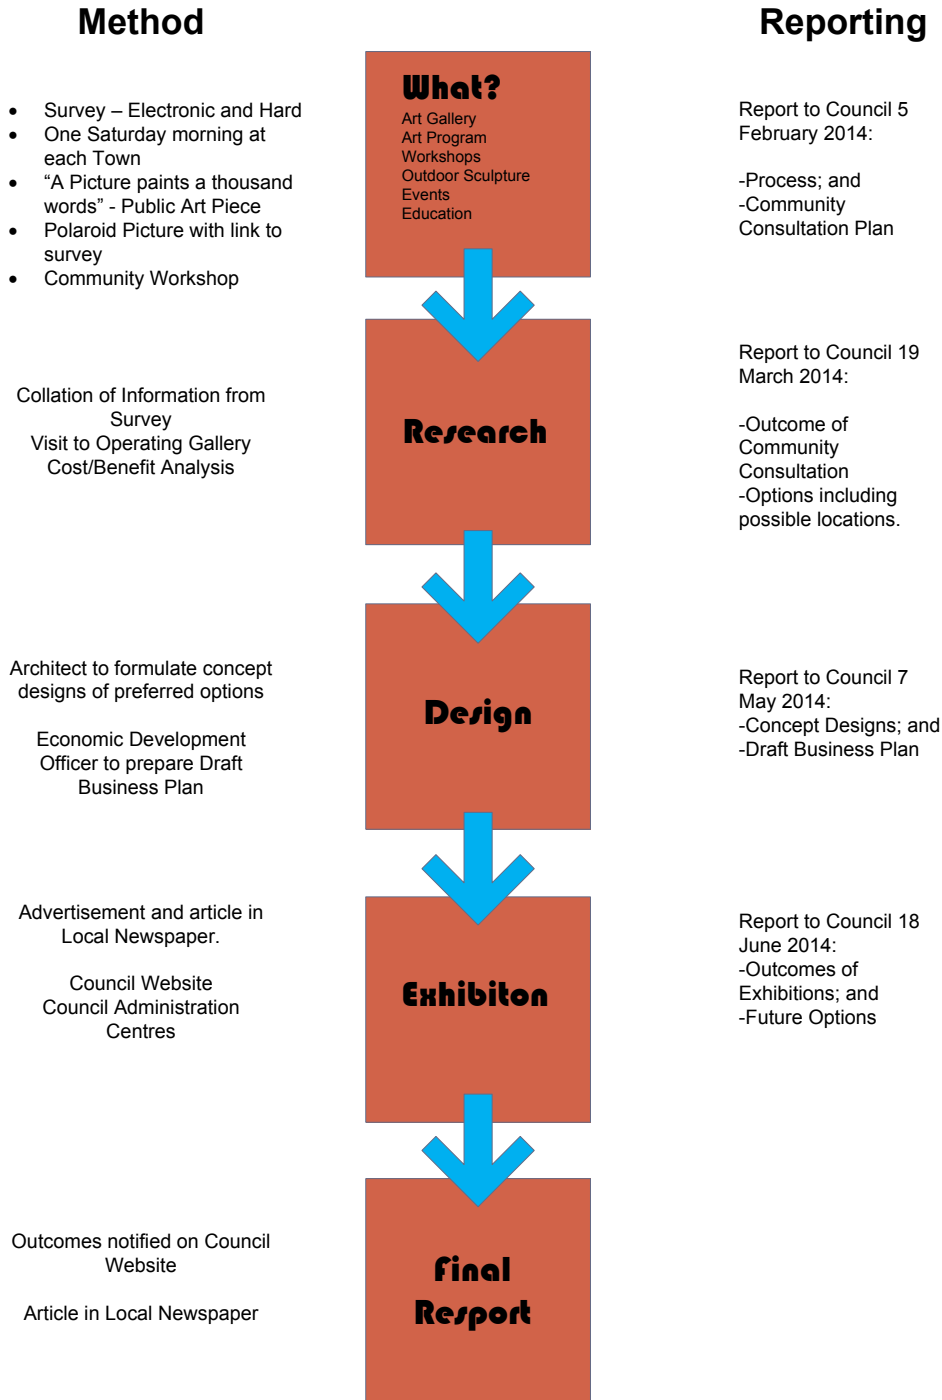 Method
Reporting
• Survey – Electronic and Hard
• One Saturday morning at
each Town
• “A Picture paints a thousand
words” - Public Art Piece
• Polaroid Picture with link to
survey
• Community Workshop
What?
Art Gallery
Art Program
Workshops
Outdoor Sculpture
Events
Education
Report to Council 5
February 2014:
-Process; and
-Community
Consultation Plan
Collation of Information from
Survey
Visit to Operating Gallery
Cost/Benefit Analysis
Research
Report to Council 19
March 2014:
-Outcome of
Community
Consultation
-Options including
possible locations.
Architect to formulate concept
designs of preferred options
Economic Development
Officer to prepare Draft
Business Plan
Design
Report to Council 7
May 2014:
-Concept Designs; and
-Draft Business Plan
Advertisement and article in
Local Newspaper.
Council Website
Council Administration
Centres
Exhibiton
Report to Council 18
June 2014:
-Outcomes of
Exhibitions; and
-Future Options
Outcomes notified on Council
Website
Article in Local Newspaper
Final
Resport